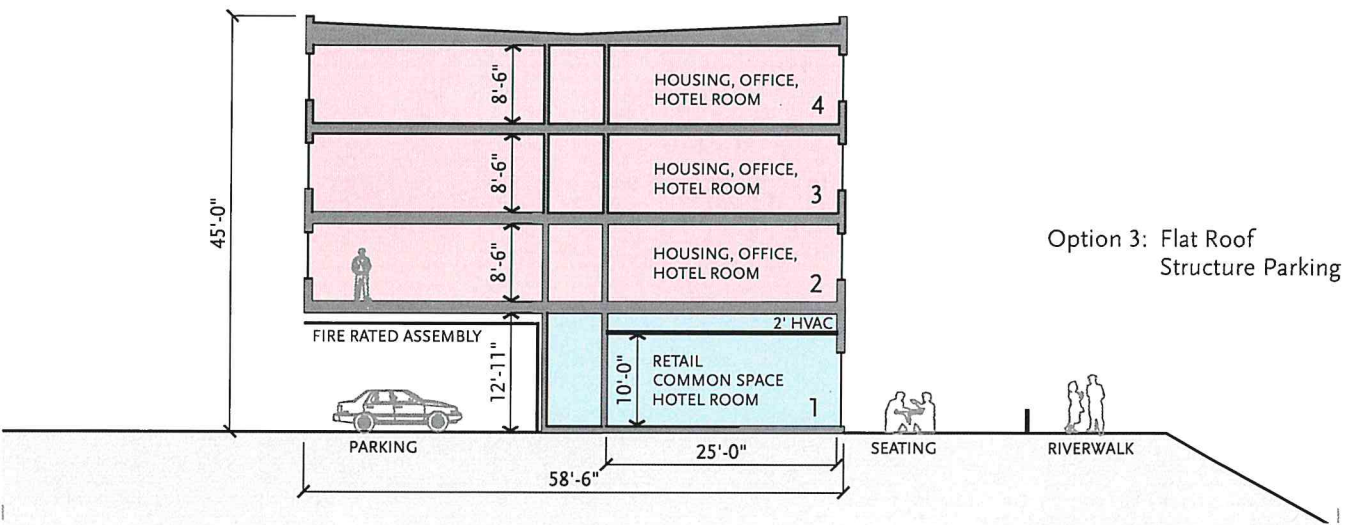 45'-0"
8'-6"
HOUSING, OFFICE,
HOTEL ROOM
4
8'-6"
HOUSING, OFFICE,
HOTEL ROOM
3
8'-6"
HOUSING, OFFICE,
HOTEL ROOM
2
Option 3: Flat Roof
Structure Parking
FIRE RATED ASSEMBLY
2' HVAC
12'-11"
10'-0"
RETAIL
COMMON SPACE
HOTEL ROOM
1
PARKING
SEATING
RIVERWALK
25'-0"
58'-6"